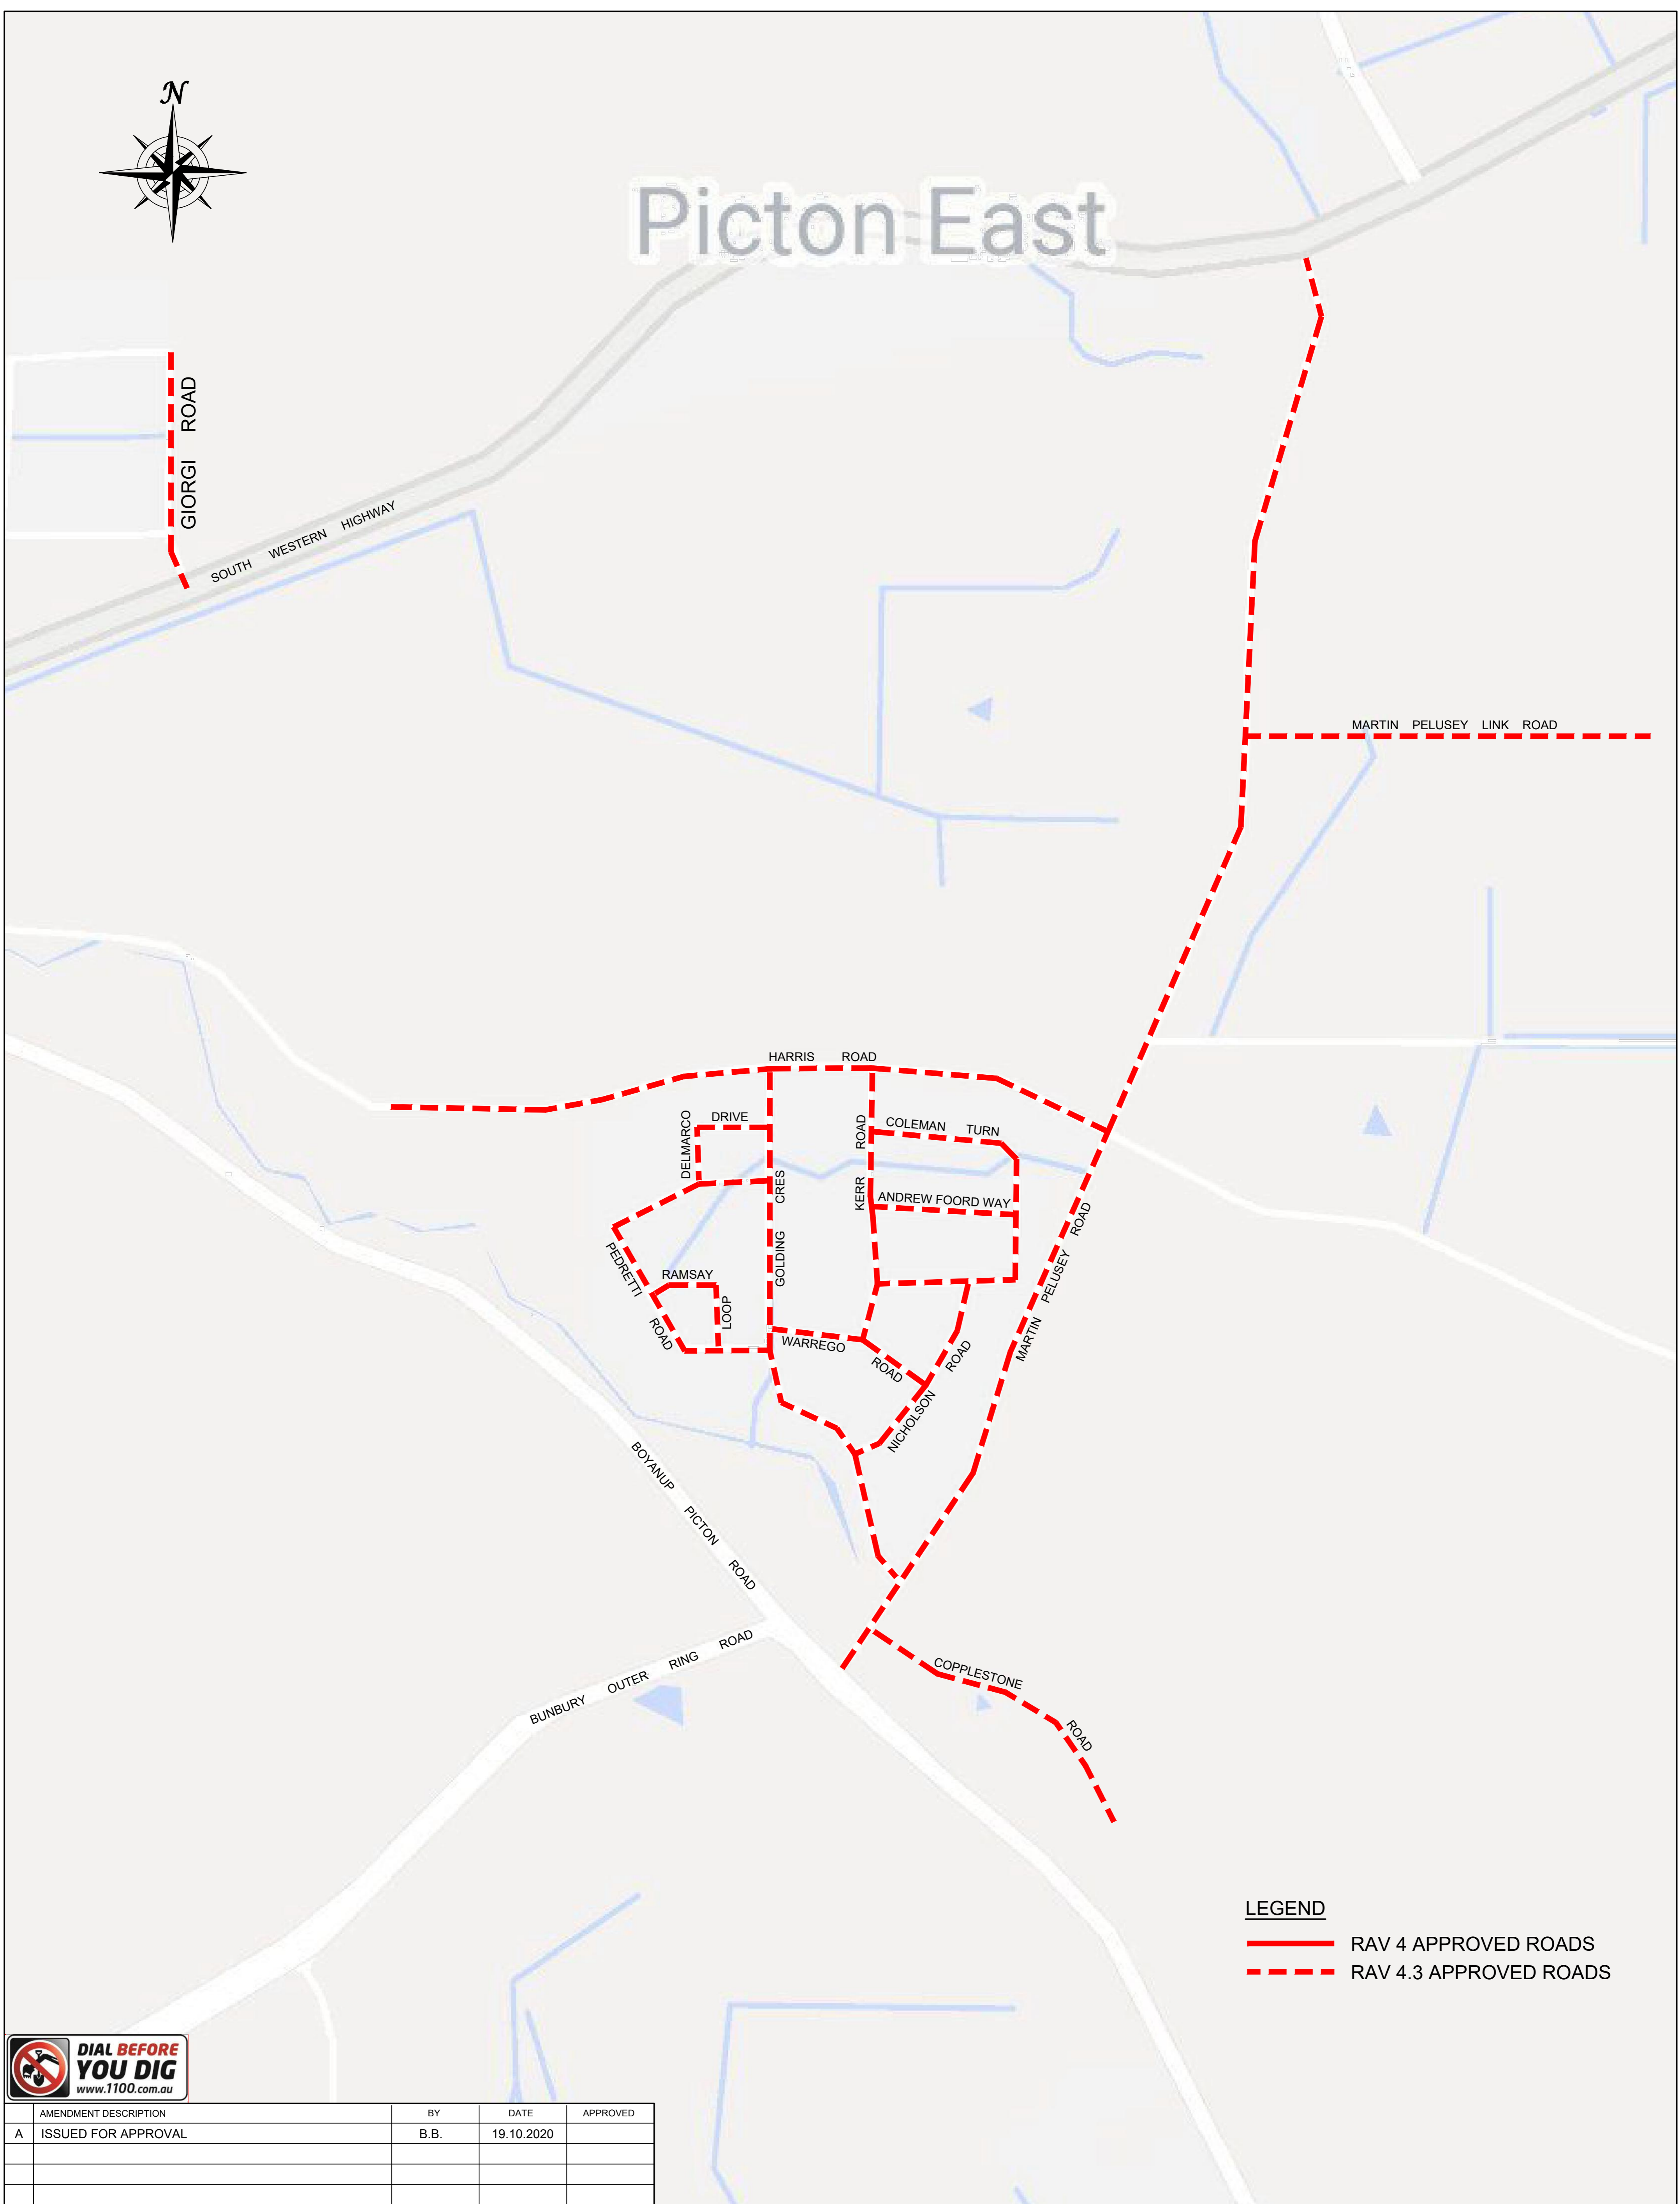 N
Picton East
GIORGI ROAD
SOUTH WESTERN HIGHWAY
MARTIN PELUSEY LINK ROAD
HARRIS ROAD
DELMARCO DRIVE
COLEMAN TURN
KERR ROAD
GOLDING CRES
ANDREW FOORD WAY
MARTIN PELUSEY ROAD
PEDRETTI ROAD
RAMSAY LOOP
WARREGO ROAD
NICHOLSON ROAD
BOYANUP PICTON ROAD
BUNBURY OUTER RING ROAD
COPPLESTONE ROAD
LEGEND
RAV 4 APPROVED ROADS
RAV 4.3 APPROVED ROADS
DIAL BEFORE
YOU DIG
www.1100.com.au
AMENDMENT DESCRIPTION BY DATE APPROVED
A ISSUED FOR APPROVAL B.B. 19.10.2020